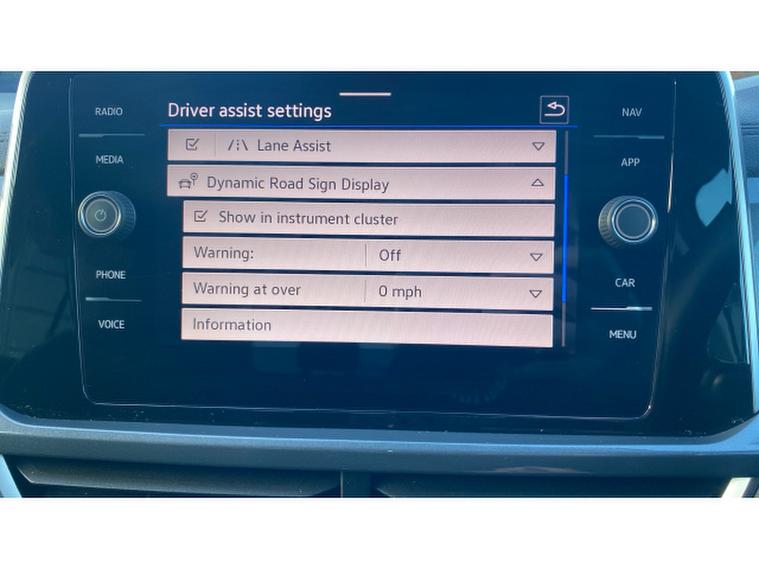 RADIO
MEDIA
PHONE
VOICE
Driver assist settings
Lane Assist
Dynamic Road Sign Display
Show in instrument cluster
Warning: Off
Warning at over 0 mph
Information
NAV
APP
CAR
MENU